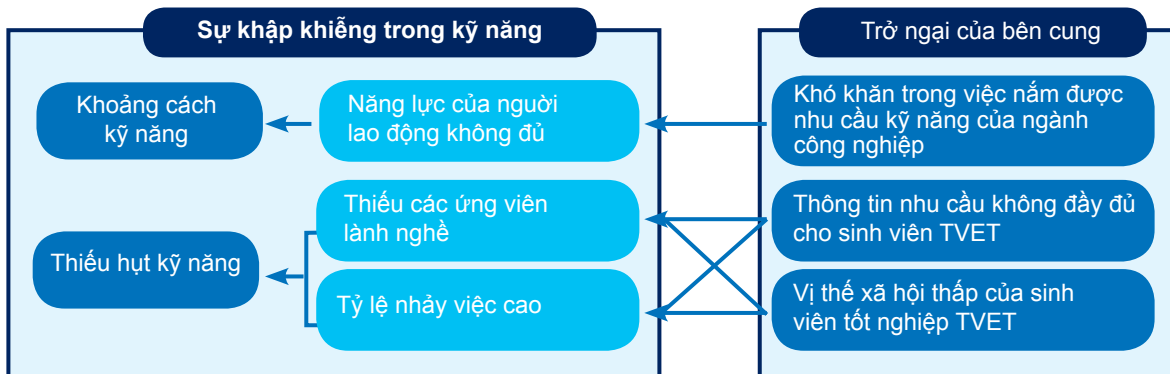 Sự khập khiễng trong kỹ năng
Khoảng cách
kỹ năng
Năng lực của nguời
lao động không đủ
Thiếu các ứng viên
lành nghề
Thiếu hụt kỹ năng
Tỷ lệ nhảy việc cao
Trở ngại của bên cung
Khó khăn trong việc nắm được
nhu cầu kỹ năng của ngành
công nghiệp
Thông tin nhu cầu không đầy đủ
cho sinh viên TVET
Vị thế xã hội thấp của sinh
viên tốt nghiệp TVET